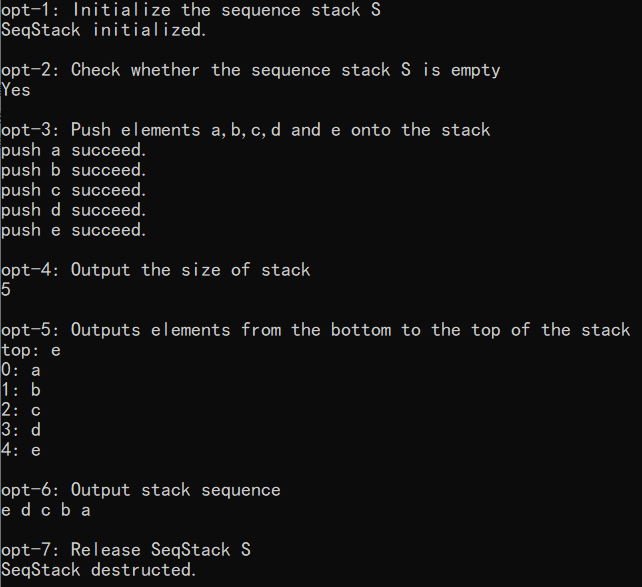 opt-1: Initialize the sequence stack S
SeqStack initialized.
opt-2: Check whether the sequence stack S is empty
Yes
opt-3: Push elements a,b,c,d and e onto the stack
push a succeed.
push b succeed.
push c succeed.
push d succeed.
push e succeed.
opt-4: Output the size of stack
5
opt-5: Outputs elements from the bottom to the top of the stack
top: e
0: a
1: b
2: c
3: d
4: e
opt-6: Output stack sequence
e d c b a
opt-7: Release SeqStack S
SeqStack destructed.